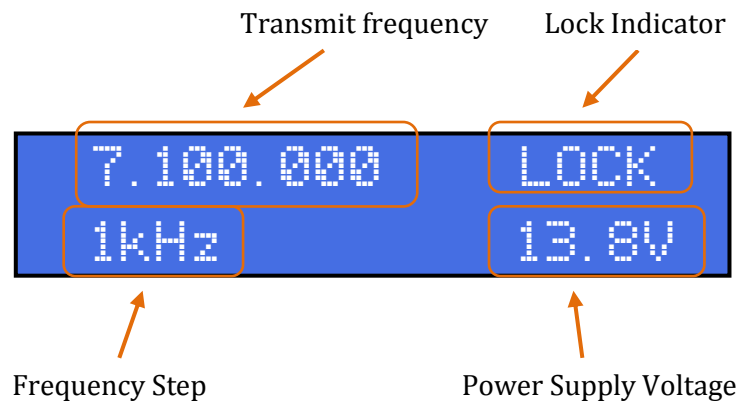 Transmit frequency Lock Indicator
7.100.000 LOCK
1kHz 13.8V
Frequency Step Power Supply Voltage